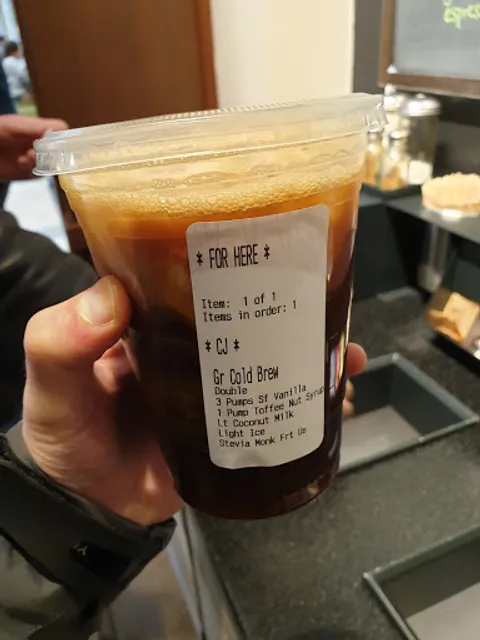 * FOR HERE *
Item: 1 of 1
Items in order: 1
* CJ *
Gr Cold Brew
Double
3 Pumps Sf Vanilla
1 Pump Toffee Nut Syrup
Lt Coconut Milk
Light Ice
Stevia Monk Frt Us